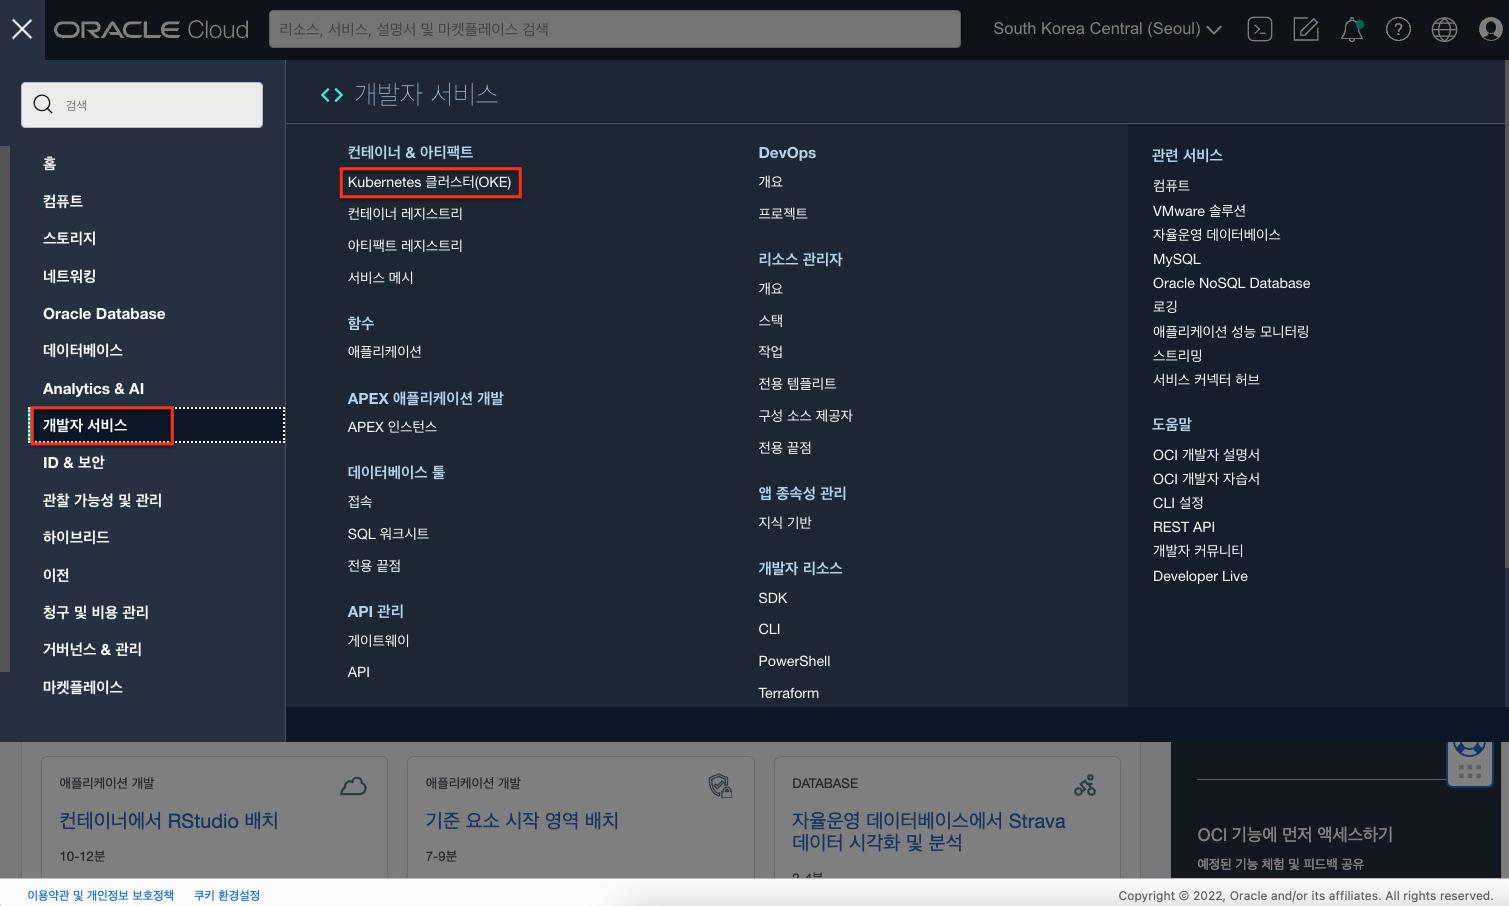 ORACLE Cloud
리소스, 서비스, 설명서 및 마켓플레이스 검색
South Korea Central (Seoul)
검색
홈
컴퓨트
스토리지
네트워킹
Oracle Database
데이터베이스
Analytics & AI
개발자 서비스
ID & 보안
관찰 가능성 및 관리
하이브리드
이전
청구 및 비용 관리
거버넌스 & 관리
마켓플레이스
개발자 서비스
컨테이너 & 아티팩트
Kubernetes 클러스터(OKE)
컨테이너 레지스트리
아티팩트 레지스트리
서비스 메시
함수
애플리케이션
APEX 애플리케이션 개발
APEX 인스턴스
데이터베이스 툴
접속
SQL 워크시트
전용 끝점
API 관리
게이트웨이
API
DevOps
개요
프로젝트
리소스 관리자
개요
스택
작업
전용 템플리트
구성 소스 제공자
전용 끝점
앱 종속성 관리
지식 기반
개발자 리소스
SDK
CLI
PowerShell
Terraform
관련 서비스
컴퓨트
VMware 솔루션
자율운영 데이터베이스
MySQL
Oracle NoSQL Database
로깅
애플리케이션 성능 모니터링
스트리밍
서비스 커넥터 허브
도움말
OCI 개발자 설명서
OCI 개발자 자습서
CLI 설정
REST API
개발자 커뮤니티
Developer Live
애플리케이션 개발
컨테이너에서 RStudio 배치
10-12분
애플리케이션 개발
기준 요소 시작 영역 배치
7-9분
DATABASE
자율운영 데이터베이스에서 Strava
데이터 시각화 및 분석
OCI 기능에 먼저 액세스하기
예정된 기능 체험 및 피드백 공유
이용약관 및 개인정보 보호정책
쿠키 환경설정
Copyright © 2022, Oracle and/or its affiliates. All rights reserved.